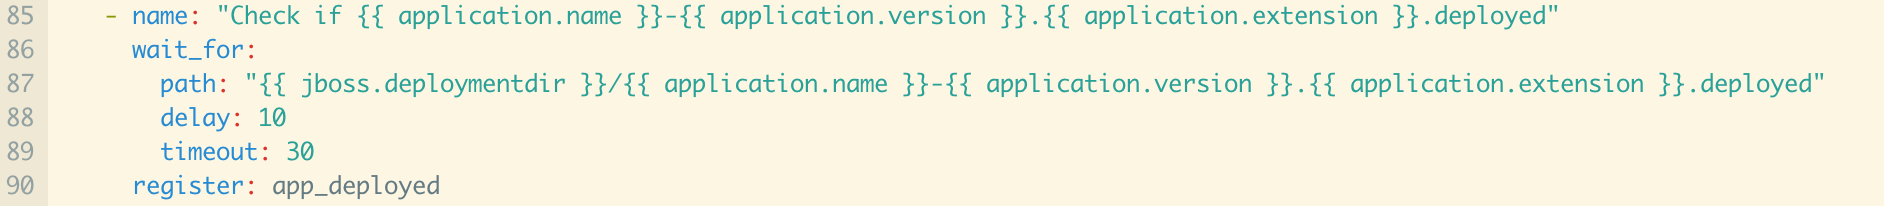 85 - name: "Check if {{ application.name }}-{{ application.version }}.{{ application.extension }}.deployed"
86 wait_for:
87 path: "{{ jboss.deploymentdir }}/{{ application.name }}-{{ application.version }}.{{ application.extension }}.deployed"
88 delay: 10
89 timeout: 30
90 register: app_deployed